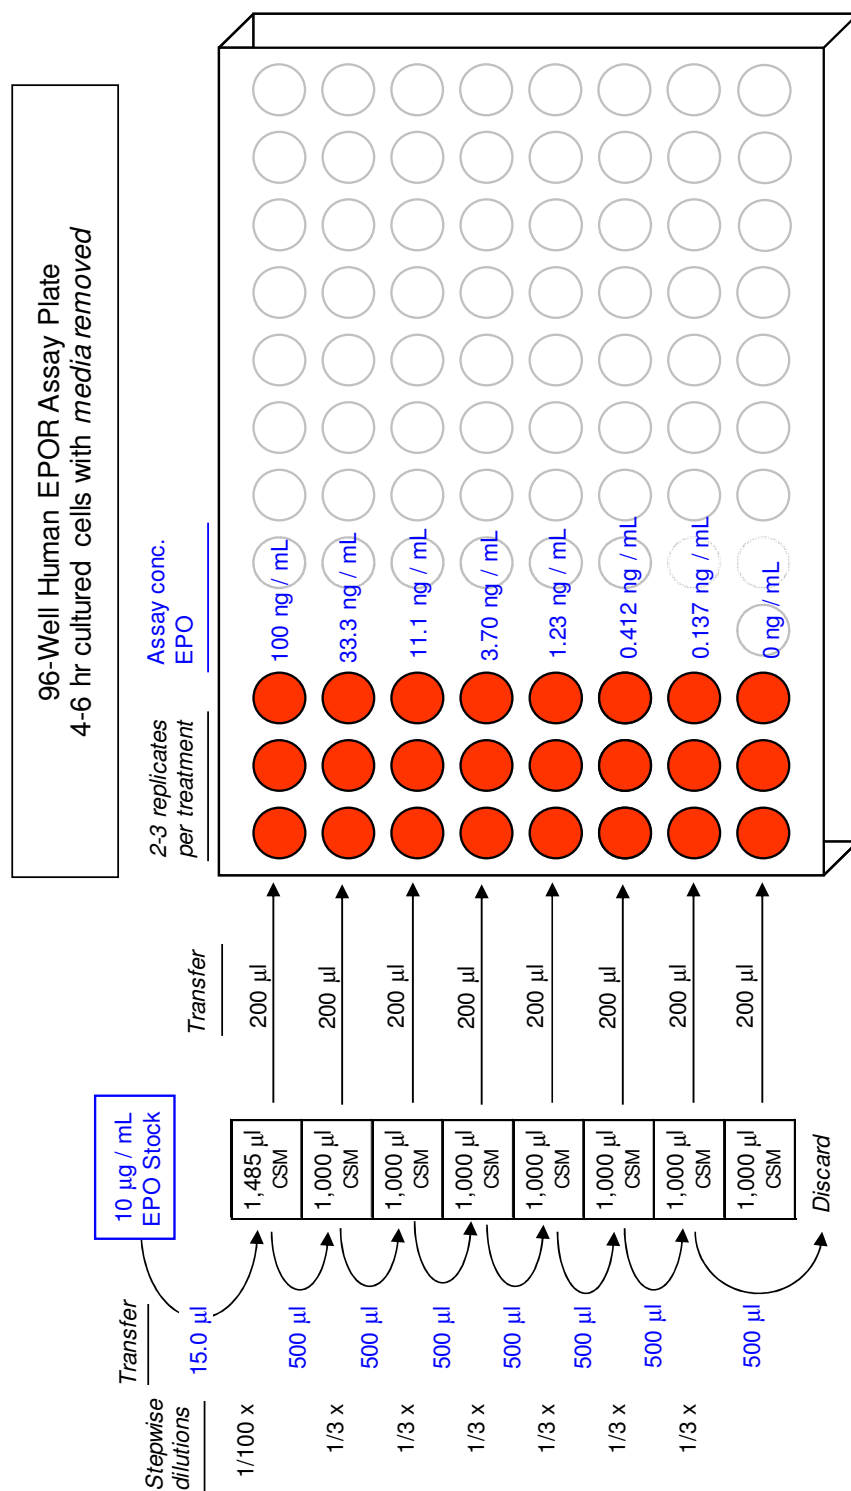 96-Well Human EPOR Assay Plate
4-6 hr cultured cells with media removed
Stepwise
dilutions
Transfer
10 µg / mL
EPO Stock
Transfer
2-3 replicates
per treatment
Assay conc.
EPO
15.0 µl
1/100 x
1,485 µl
CSM
200 µl
100 ng / mL
500 µl
1/3 x
1,000 µl
CSM
200 µl
33.3 ng / mL
500 µl
1/3 x
1,000 µl
CSM
200 µl
11.1 ng / mL
500 µl
1/3 x
1,000 µl
CSM
200 µl
3.70 ng / mL
500 µl
1/3 x
1,000 µl
CSM
200 µl
1.23 ng / mL
500 µl
1/3 x
1,000 µl
CSM
200 µl
0.412 ng / mL
500 µl
1/3 x
1,000 µl
CSM
200 µl
0.137 ng / mL
500 µl
1,000 µl
CSM
200 µl
0 ng / mL
Discard